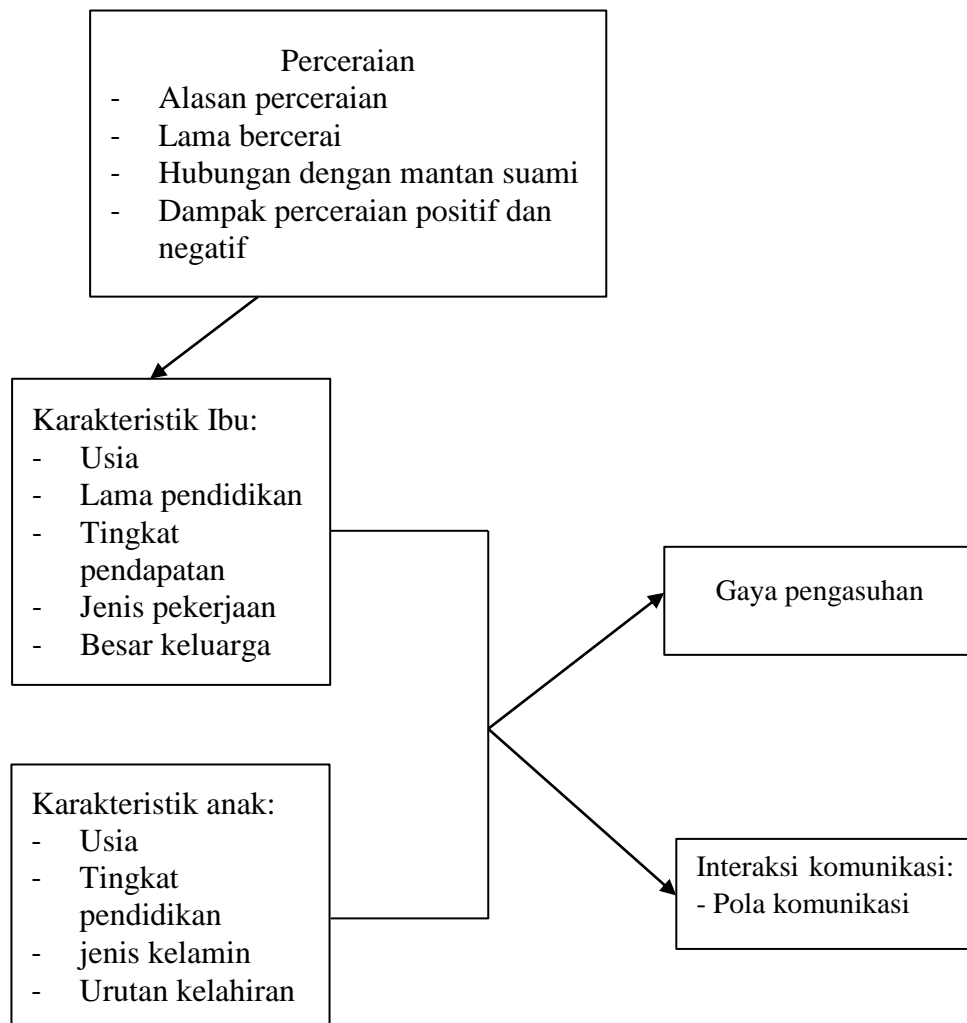 Perceraian
- Alasan perceraian
- Lama bercerai
- Hubungan dengan mantan suami
- Dampak perceraian positif dan
negatif
Karakteristik Ibu:
- Usia
- Lama pendidikan
- Tingkat
pendapatan
- Jenis pekerjaan
- Besar keluarga
Gaya pengasuhan
Karakteristik anak:
- Usia
- Tingkat
pendidikan
- jenis kelamin
- Urutan kelahiran
Interaksi komunikasi:
- Pola komunikasi